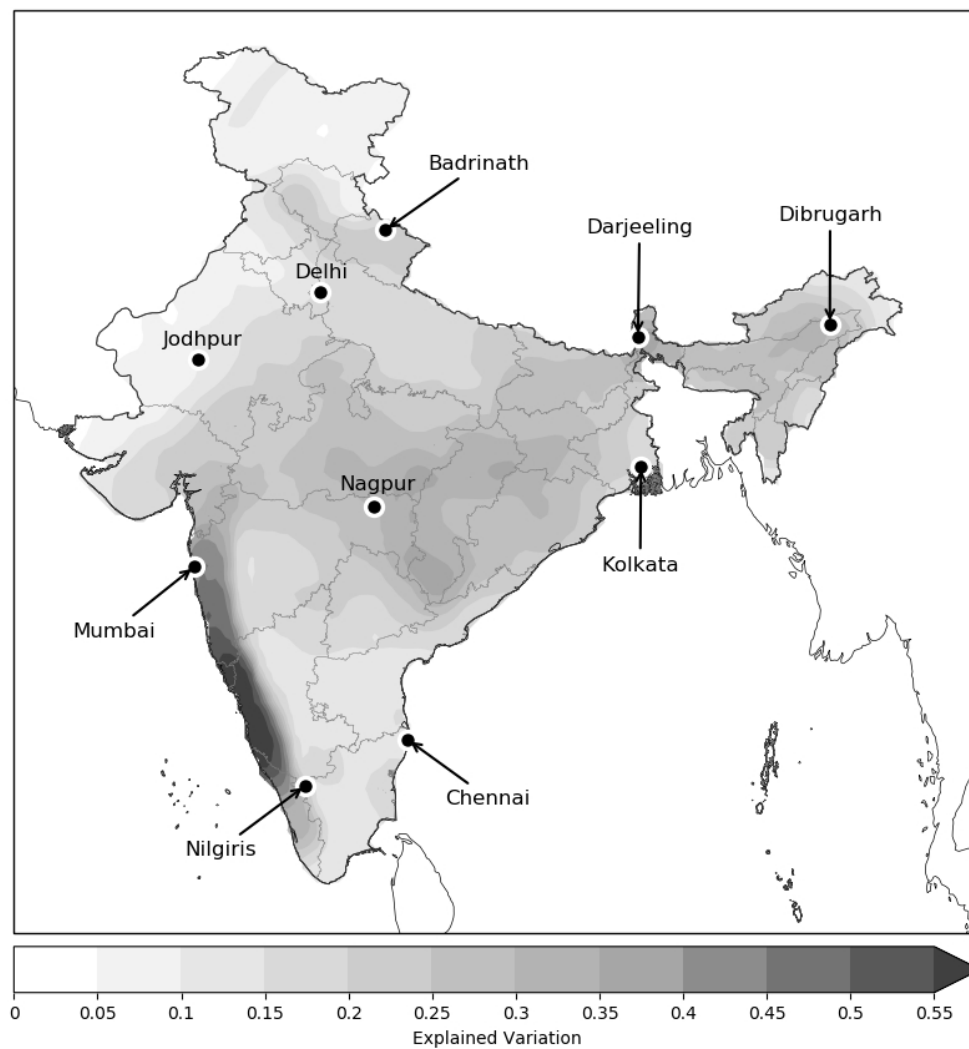 Badrinath
Darjeeling
Dibrugarh
Delhi
Jodhpur
Nagpur
Kolkata
Mumbai
Chennai
Nilgiris
0 0.05 0.1 0.15 0.2 0.25 0.3 0.35 0.4 0.45 0.5 0.55
Explained Variation